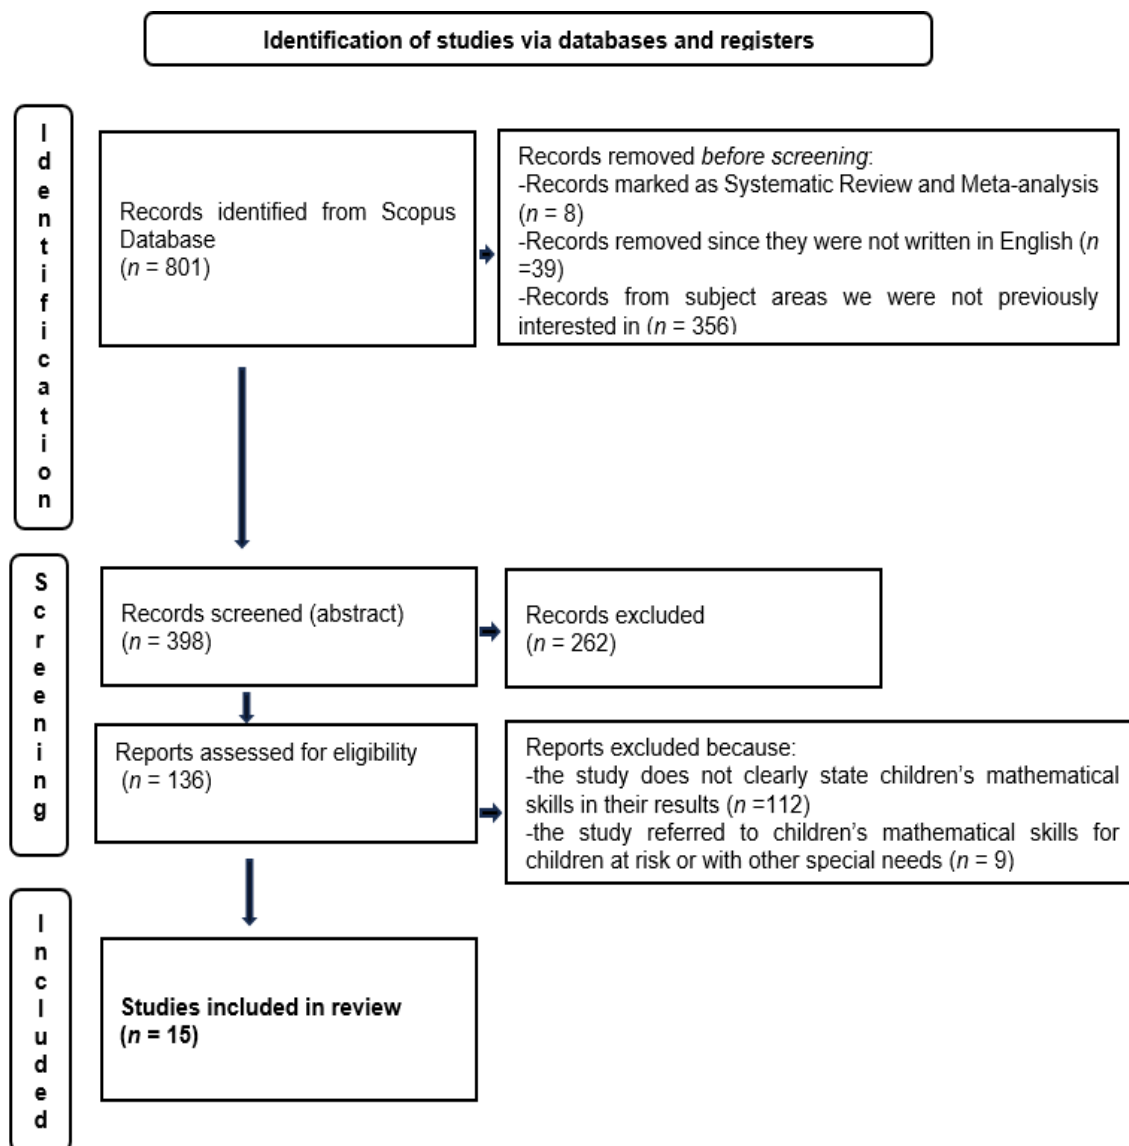 Identification of studies via databases and registers
Identification
Records identified from Scopus
Database
(n = 801)
Records removed before screening:
-Records marked as Systematic Review and Meta-analysis
(n = 8)
-Records removed since they were not written in English (n
=39)
-Records from subject areas we were not previously
interested in (n = 356)
Screening
Records screened (abstract)
(n = 398)
Records excluded
(n = 262)
Reports assessed for eligibility
(n = 136)
Reports excluded because:
-the study does not clearly state children's mathematical
skills in their results (n =112)
-the study referred to children's mathematical skills for
children at risk or with other special needs (n = 9)
Included
Studies included in review
(n = 15)